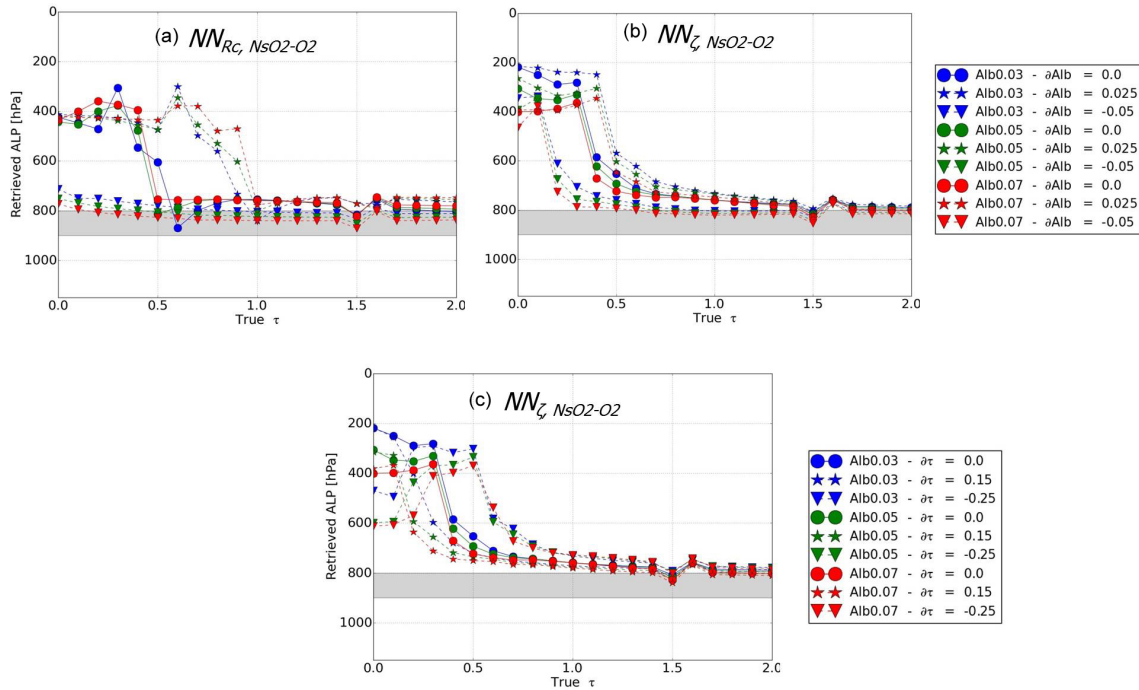 (a) NN_{Rc, NsO2-O2}
Retrieved ALP [hPa]
0
200
400
600
800
1000
0.0 0.5 1.0 1.5 2.0
True τ
(b) NN_{ζ, NsO2-O2}
0
200
400
600
800
1000
0.0 0.5 1.0 1.5 2.0
True τ
Alb0.03 - ∂Alb = 0.0
Alb0.03 - ∂Alb = 0.025
Alb0.03 - ∂Alb = -0.05
Alb0.05 - ∂Alb = 0.0
Alb0.05 - ∂Alb = 0.025
Alb0.05 - ∂Alb = -0.05
Alb0.07 - ∂Alb = 0.0
Alb0.07 - ∂Alb = 0.025
Alb0.07 - ∂Alb = -0.05
(c) NN_{ζ, NsO2-O2}
Retrieved ALP [hPa]
0
200
400
600
800
1000
0.0 0.5 1.0 1.5 2.0
True τ
Alb0.03 - ∂τ = 0.0
Alb0.03 - ∂τ = 0.15
Alb0.03 - ∂τ = -0.25
Alb0.05 - ∂τ = 0.0
Alb0.05 - ∂τ = 0.15
Alb0.05 - ∂τ = -0.25
Alb0.07 - ∂τ = 0.0
Alb0.07 - ∂τ = 0.15
Alb0.07 - ∂τ = -0.25